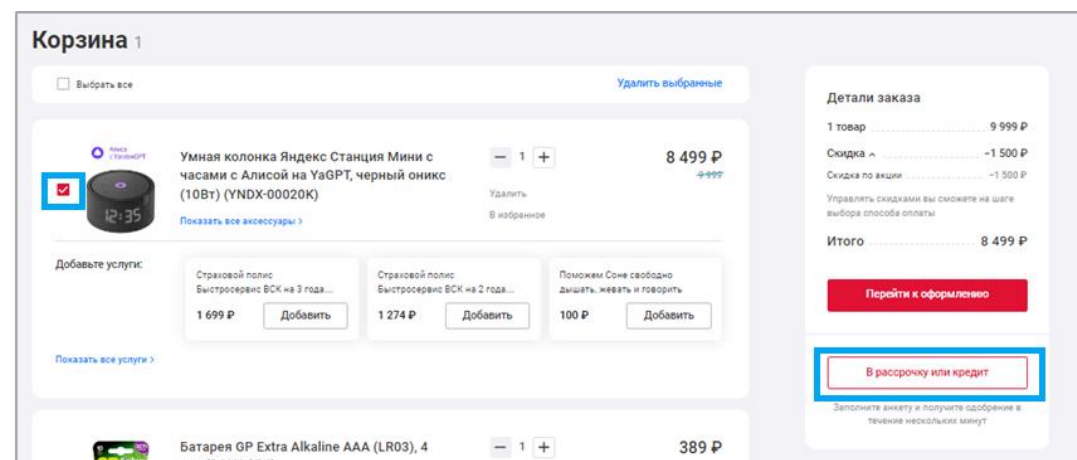 Корзина 1
Выбрать все
Удалить выбранные
Алиса
с YandexGPT
Умная колонка Яндекс Станция Мини с
часами с Алисой на YaGPT, черный оникс
(10Вт) (YNDX-00020K)
Показать все аксессуары >
12:35
— 1 +
Удалить
В избранное
8 499 ₽
9 999
Добавьте услуги:
Страховой полис
Быстросервис ВСК на 3 года...
1 699 ₽ Добавить
Страховой полис
Быстросервис ВСК на 2 года...
1 274 ₽ Добавить
Поможем Соне свободно
дышать, жевать и говорить
100 ₽ Добавить
Показать все услуги >
Батарея GP Extra Alkaline AAA (LR03), 4
— 1 +
389 ₽
Детали заказа
1 товар 9 999 ₽
Скидка −1 500 ₽
Скидка по акции −1 500 ₽
Управлять скидками вы сможете на шаге
выбора способа оплаты
Итого 8 499 ₽
Перейти к оформлению
В рассрочку или кредит
Заполните анкету и получите одобрение в
течение нескольких минут